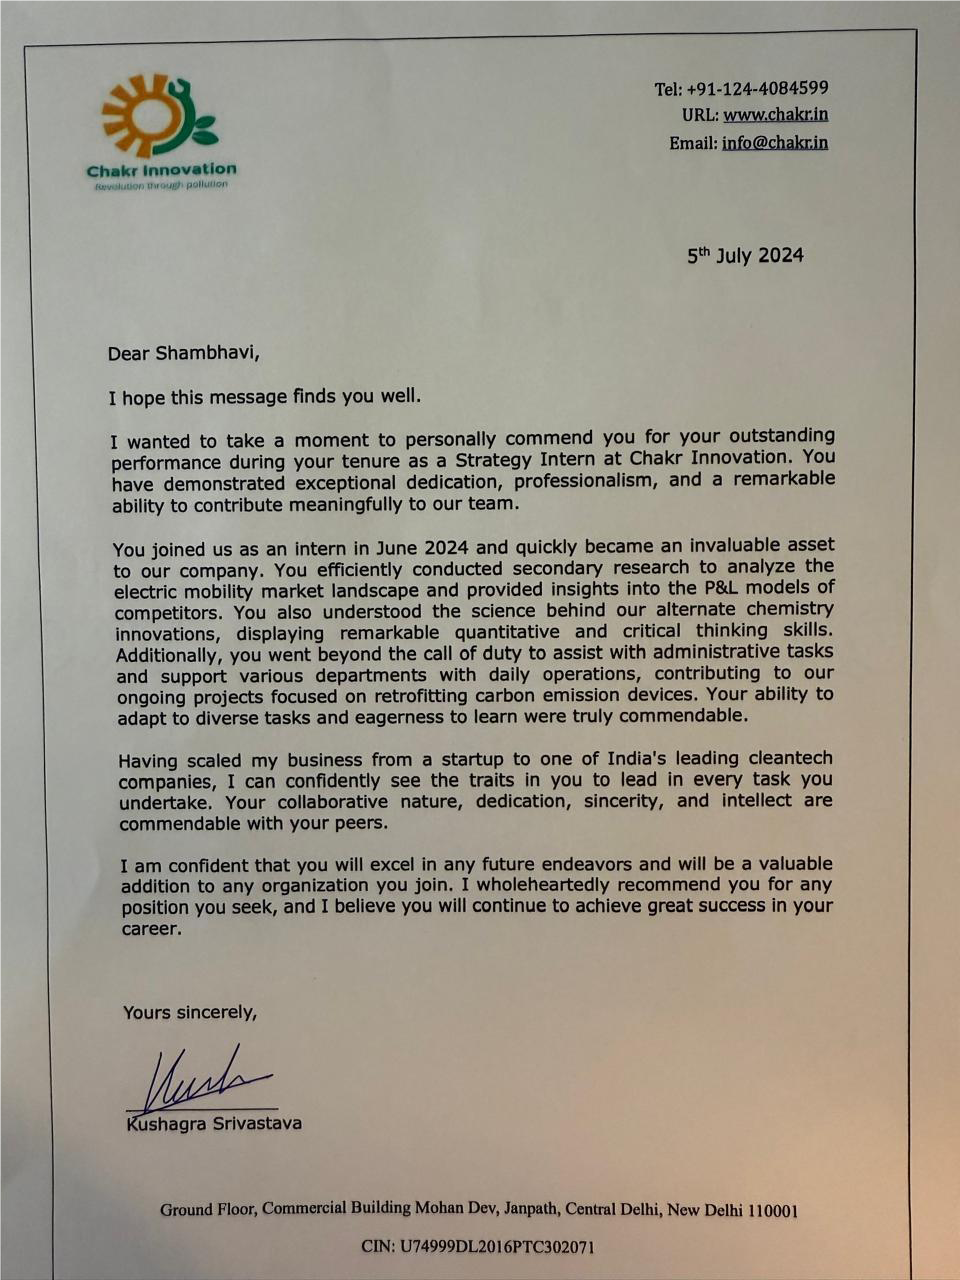 Chakr Innovation
Revolution through pollution
Tel: +91-124-4084599
URL: www.chakr.in
Email: info@chakr.in
5th July 2024
Dear Shambhavi,
I hope this message finds you well.
I wanted to take a moment to personally commend you for your outstanding
performance during your tenure as a Strategy Intern at Chakr Innovation. You
have demonstrated exceptional dedication, professionalism, and a remarkable
ability to contribute meaningfully to our team.
You joined us as an intern in June 2024 and quickly became an invaluable asset
to our company. You efficiently conducted secondary research to analyze the
electric mobility market landscape and provided insights into the P&L models of
competitors. You also understood the science behind our alternate chemistry
innovations, displaying remarkable quantitative and critical thinking skills.
Additionally, you went beyond the call of duty to assist with administrative tasks
and support various departments with daily operations, contributing to our
ongoing projects focused on retrofitting carbon emission devices. Your ability to
adapt to diverse tasks and eagerness to learn were truly commendable.
Having scaled my business from a startup to one of India's leading cleantech
companies, I can confidently see the traits in you to lead in every task you
undertake. Your collaborative nature, dedication, sincerity, and intellect are
commendable with your peers.
I am confident that you will excel in any future endeavors and will be a valuable
addition to any organization you join. I wholeheartedly recommend you for any
position you seek, and I believe you will continue to achieve great success in your
career.
Yours sincerely,
Kush
Kushagra Srivastava
Ground Floor, Commercial Building Mohan Dev, Janpath, Central Delhi, New Delhi 110001
CIN: U74999DL2016PTC302071